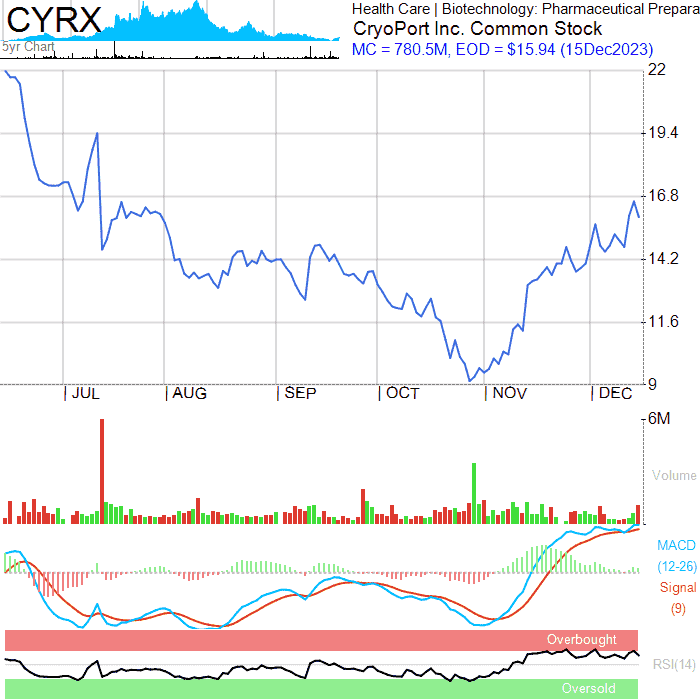 CYRX
5yr Chart
Health Care | Biotechnology: Pharmaceutical Prepara
CryoPort Inc. Common Stock
MC = 780.5M, EOD = $15.94 (15Dec2023)
22
19.4
16.8
14.2
11.6
9
JUL
AUG
SEP
OCT
NOV
DEC
6M
Volume
MACD
(12-26)
Signal
(9)
Overbought
RSI(14)
Oversold